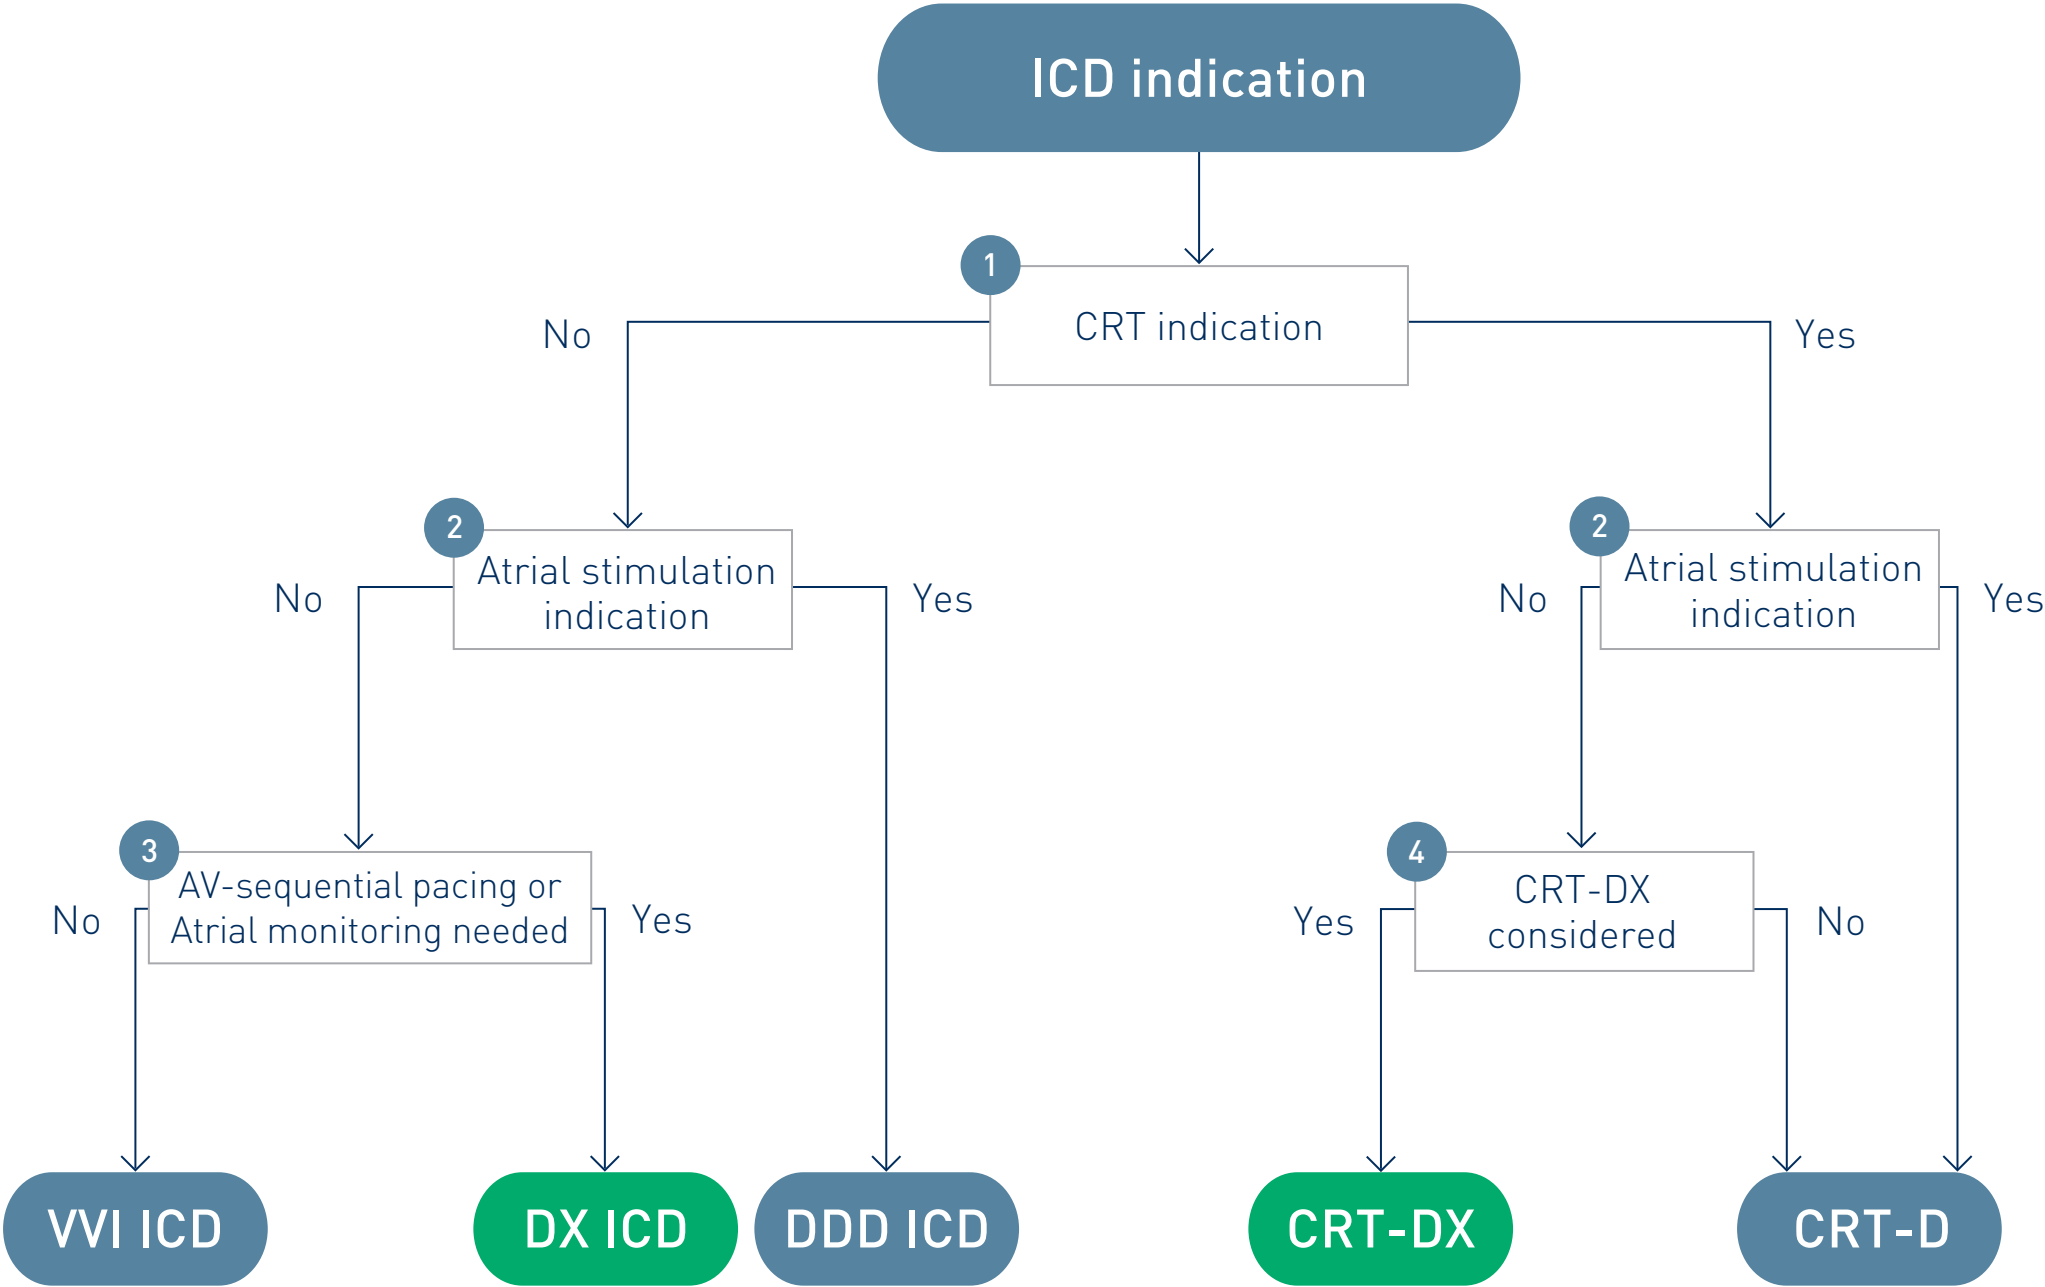 ICD indication
1
CRT indication
No
Yes
2
Atrial stimulation
indication
No
Yes
2
Atrial stimulation
indication
No
Yes
3
AV-sequential pacing or
Atrial monitoring needed
No
Yes
4
CRT-DX
considered
Yes
No
VVI ICD
DX ICD
DDD ICD
CRT-DX
CRT-D